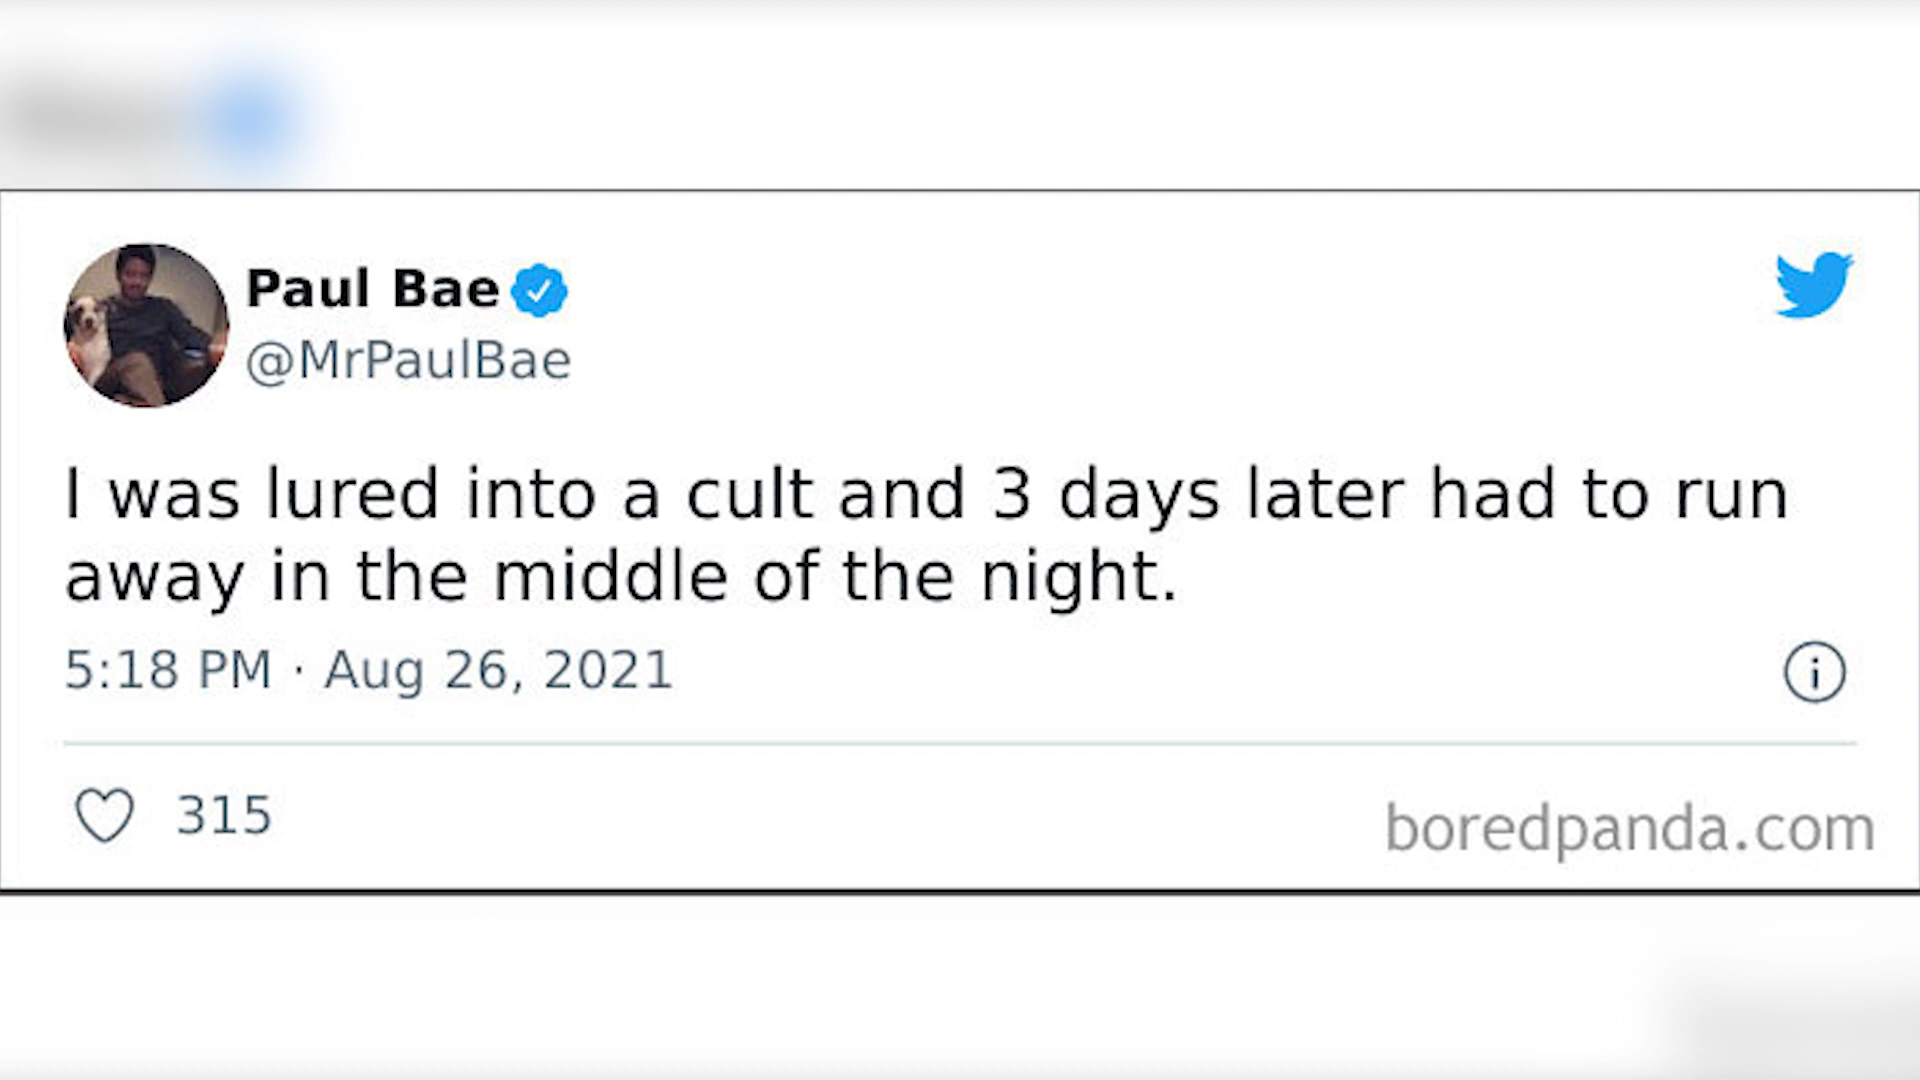 Paul Bae
@MrPaulBae
I was lured into a cult and 3 days later had to run
away in the middle of the night.
5:18 PM · Aug 26, 2021
315
boredpanda.com